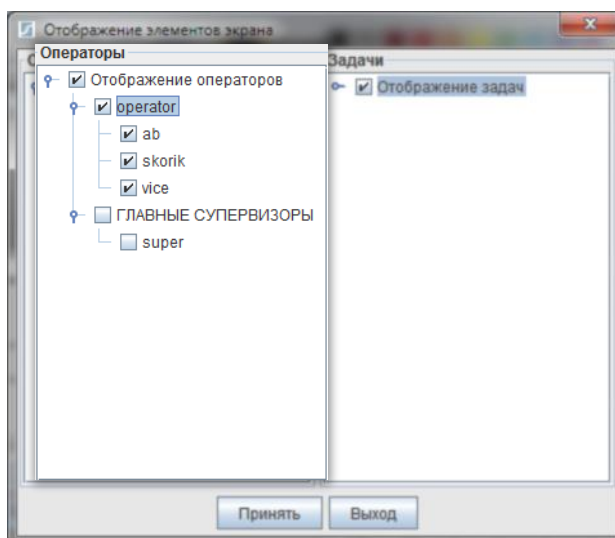 Отображение элементов экрана
Операторы
Задачи
Отображение операторов
Отображение задач
operator
ab
skorik
vice
ГЛАВНЫЕ СУПЕРВИЗОРЫ
super
Принять
Выход